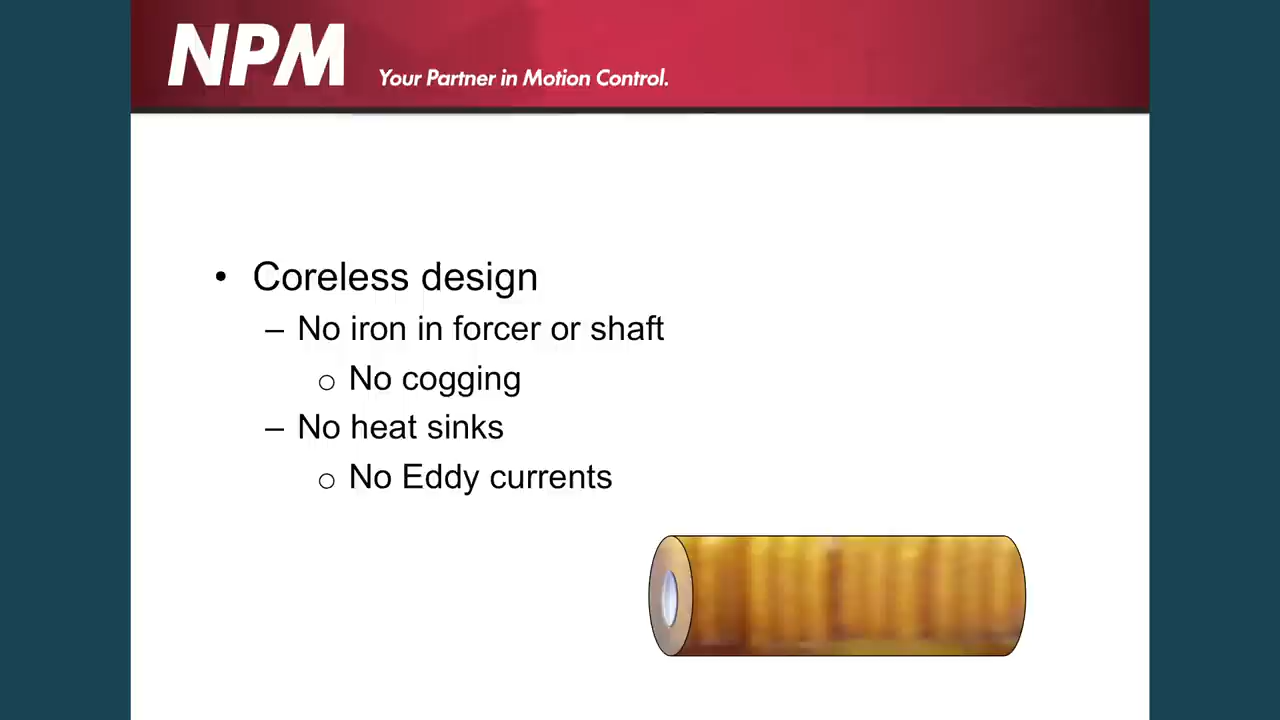 NPM
Your Partner in Motion Control.
• Coreless design
– No iron in forcer or shaft
o No cogging
– No heat sinks
o No Eddy currents